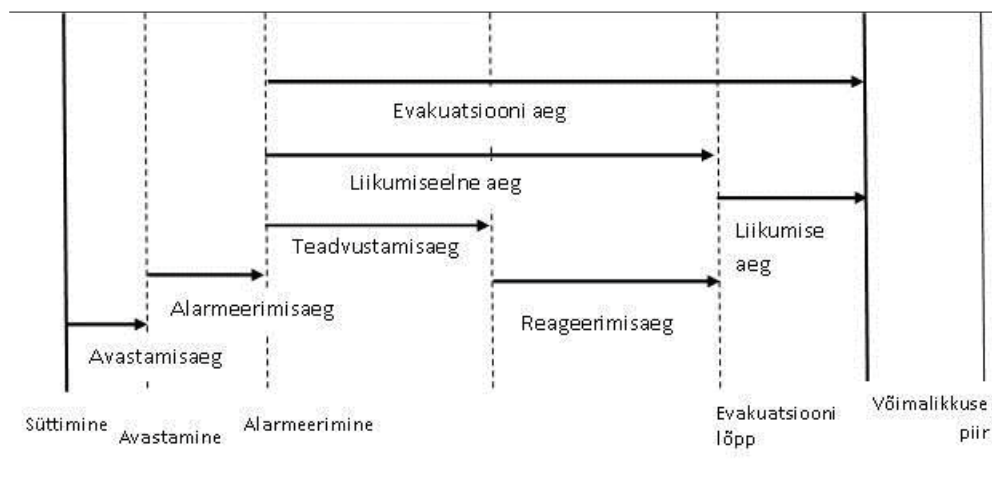 Evakuatsiooni aeg
Liikumiseelne aeg
Liikumise
aeg
Teadvustamisaeg
Alarmeerimisaeg
Reageerimisaeg
Avastamisaeg
Süttimine
Avastamine
Alarmeerimine
Evakuatsiooni
lõpp
Võimalikkuse
piir